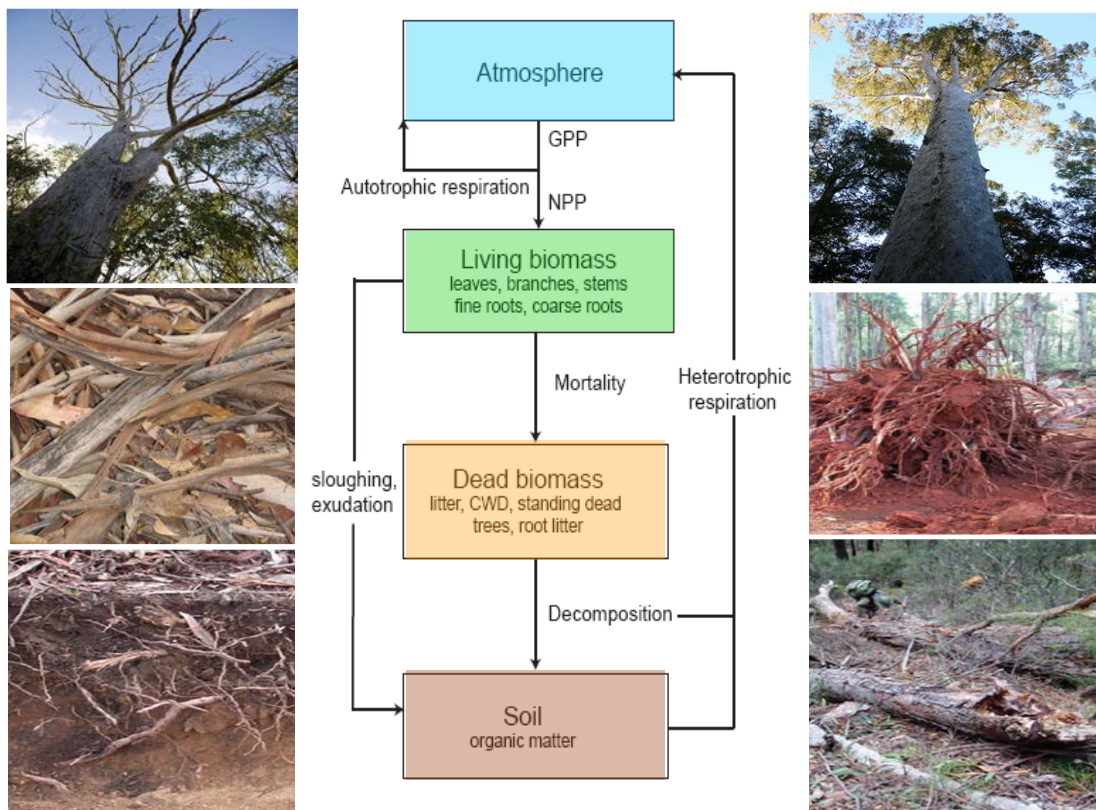 Atmosphere
GPP
Autotrophic respiration
NPP
Living biomass
leaves, branches, stems
fine roots, coarse roots
Mortality
Heterotrophic
respiration
sloughing,
exudation
Dead biomass
litter, CWD, standing dead
trees, root litter
Decomposition
Soil
organic matter